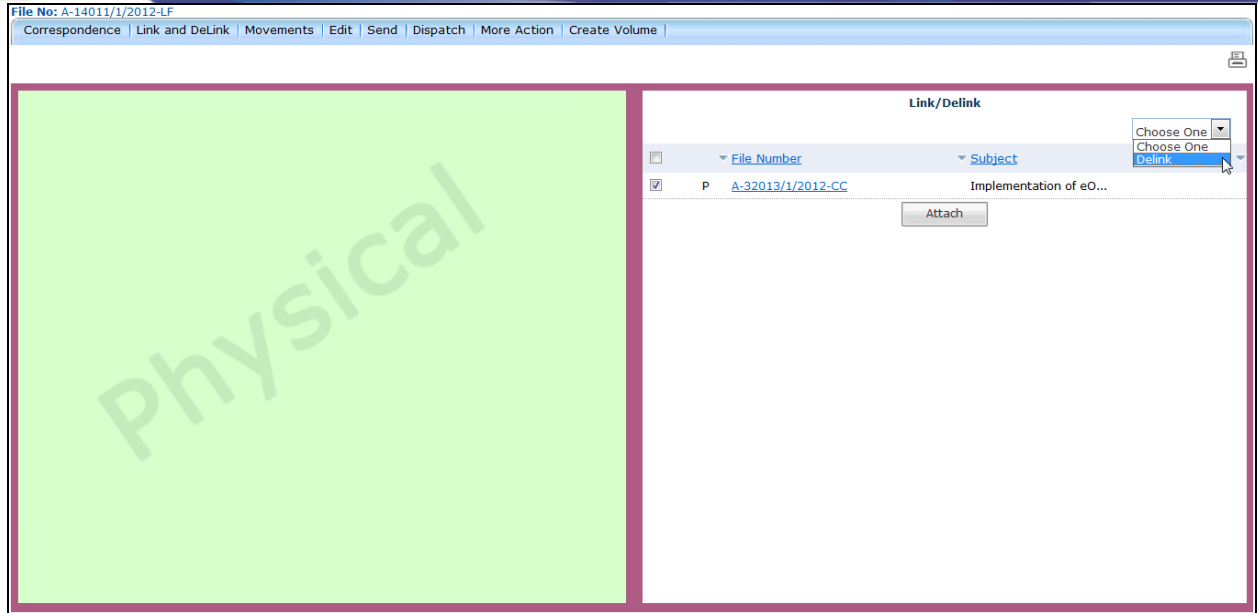 File No: A-14011/1/2012-LF
Correspondence | Link and DeLink | Movements | Edit | Send | Dispatch | More Action | Create Volume |
Physical
Link/Delink
Choose One
Choose One
Delink
File Number Subject
P A-32013/1/2012-CC Implementation of eO...
Attach